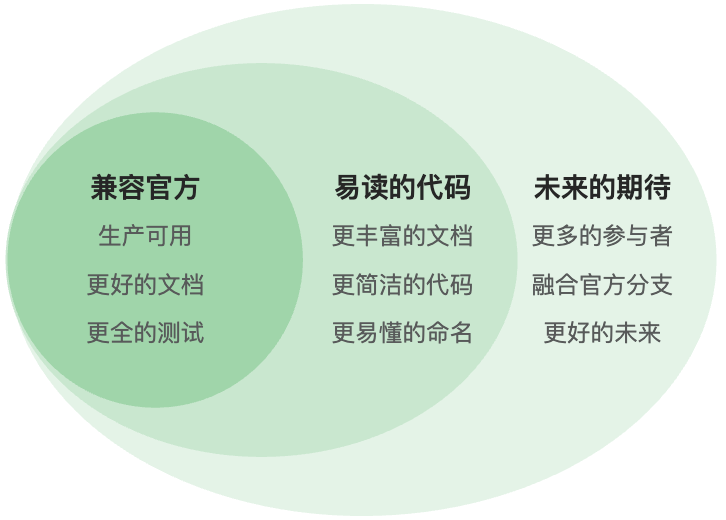 兼容官方
生产可用
更好的文档
更全的测试
易读的代码
更丰富的文档
更简洁的代码
更易懂的命名
未来的期待
更多的参与者
融合官方分支
更好的未来